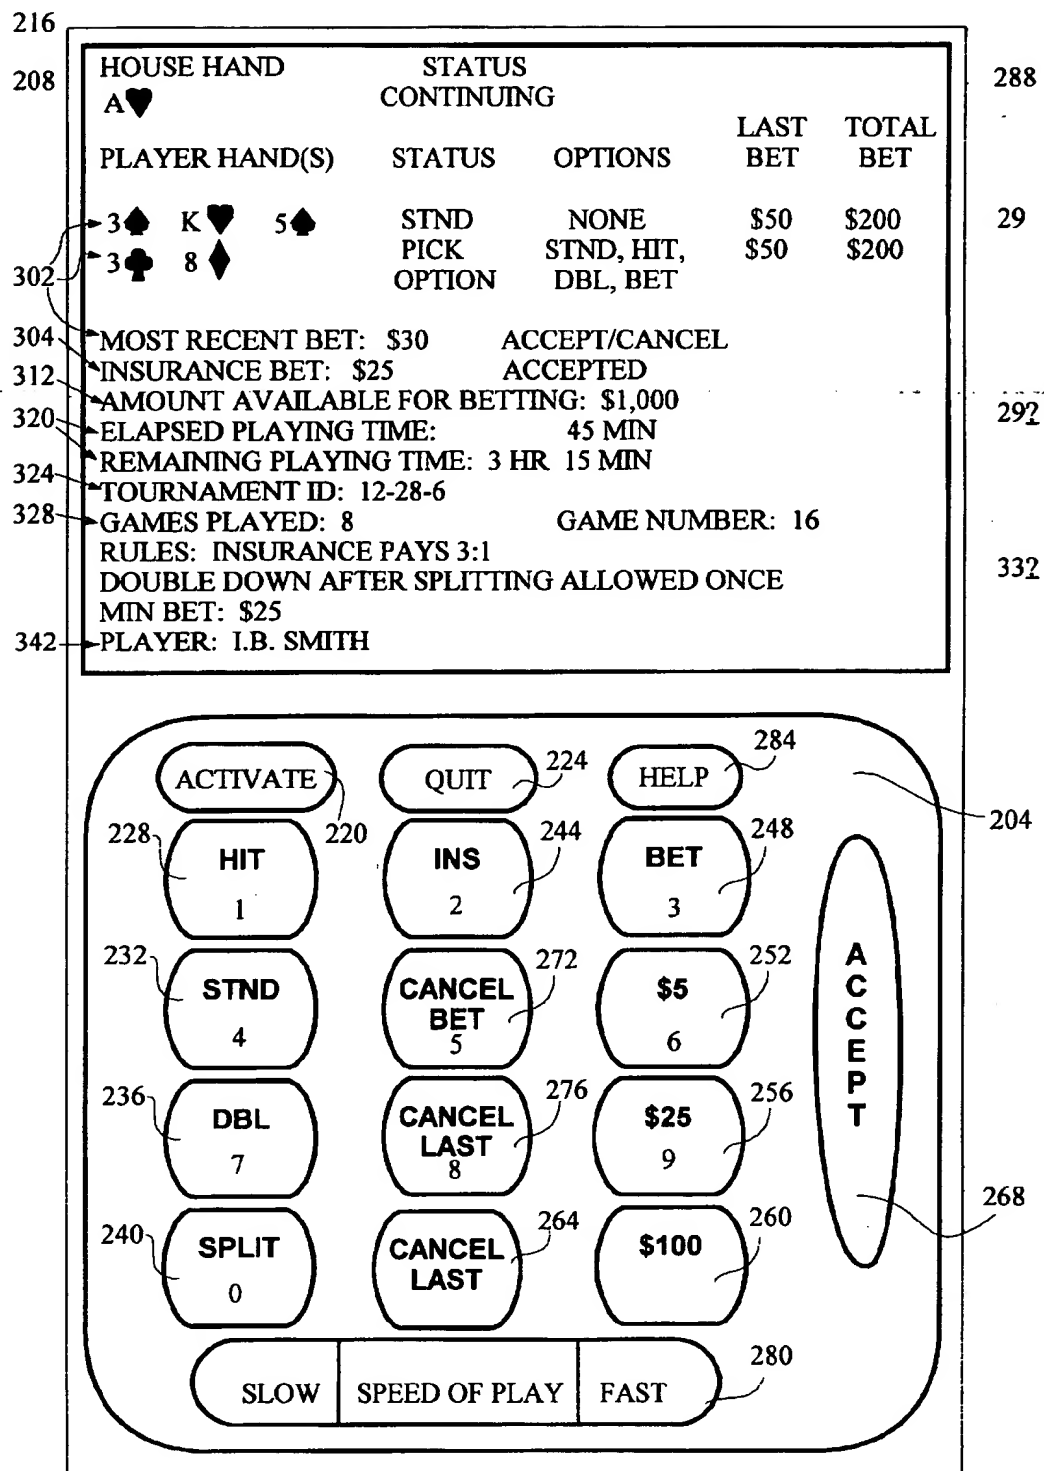 216
208
HOUSE HAND STATUS 288
A♥ CONTINUING
LAST TOTAL
PLAYER HAND(S) STATUS OPTIONS BET BET
3♠ K♥ 5♠ STND NONE $50 $200 29
3♣ 8♦ PICK STND, HIT, $50 $200
302 OPTION DBL, BET
304 MOST RECENT BET: $30 ACCEPT/CANCEL
INSURANCE BET: $25 ACCEPTED
312 AMOUNT AVAILABLE FOR BETTING: $1,000 29?
320 ELAPSED PLAYING TIME: 45 MIN
REMAINING PLAYING TIME: 3 HR 15 MIN
324 TOURNAMENT ID: 12-28-6
328 GAMES PLAYED: 8 GAME NUMBER: 16
RULES: INSURANCE PAYS 3:1
DOUBLE DOWN AFTER SPLITTING ALLOWED ONCE 33?
MIN BET: $25
342 PLAYER: I.B. SMITH
ACTIVATE QUIT 224 HELP 284
220 204
228 HIT INS 244 BET 248
1 2 3
232 STND CANCEL BET 272 $5 252
4 5 6
236 DBL CANCEL LAST 276 $25 256
7 8 9
240 SPLIT CANCEL LAST 264 $100 260
0
ACCEPT
268
SLOW SPEED OF PLAY FAST 280